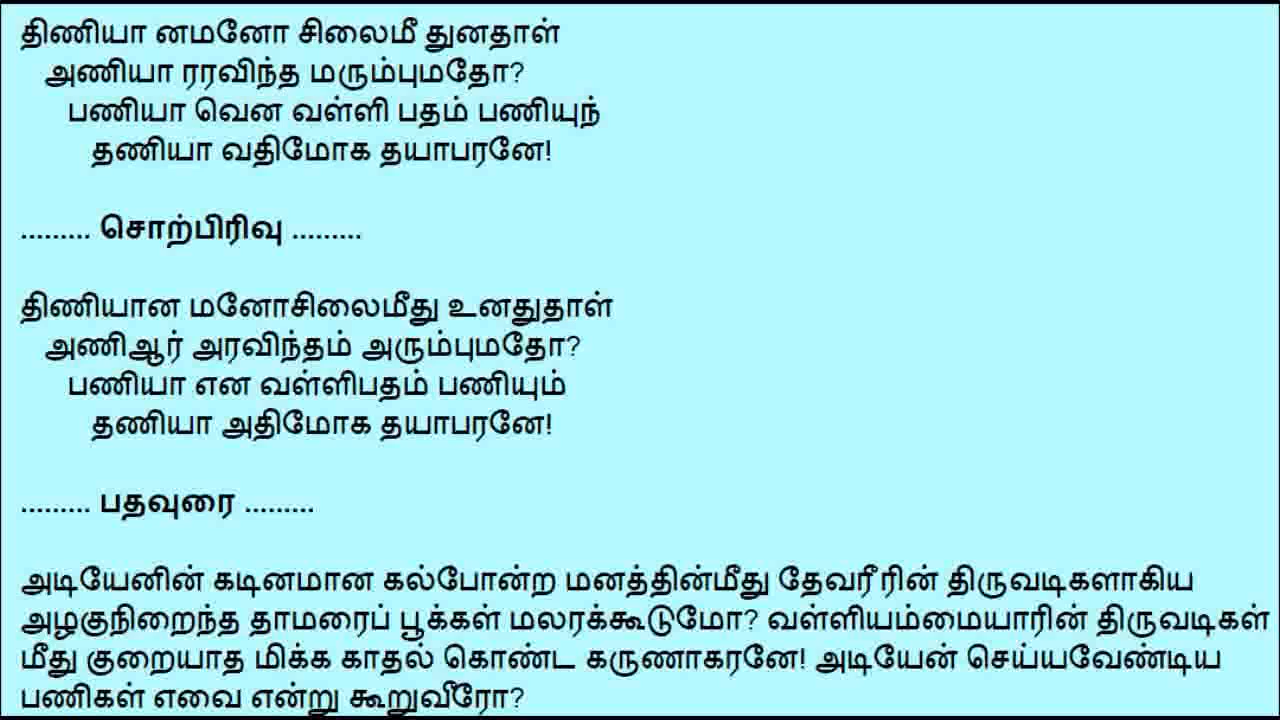 திணியா னமனோ சிலைமீ துனதாள்
அணியா ரரவிந்த மரும்புமதோ?
பணியா வென வள்ளி பதம் பணியுந்
தணியா வதிமோக தயாபரனே!
......... சொற்பிரிவு .........
திணியான மனோசிலைமீது உனதுதாள்
அணிஆர் அரவிந்தம் அரும்புமதோ?
பணியா என வள்ளிபதம் பணியும்
தணியா அதிமோக தயாபரனே!
......... பதவுரை .........
அடியேனின் கடினமான கல்போன்ற மனத்தின்மீது தேவரீரின் திருவடிகளாகிய
அழகுநிறைந்த தாமரைப் பூக்கள் மலரக்கூடுமோ? வள்ளியம்மையாரின் திருவடிகள்
மீது குறையாத மிக்க காதல் கொண்ட கருணாகரனே! அடியேன் செய்யவேண்டிய
பணிகள் எவை என்று கூறுவீரோ?